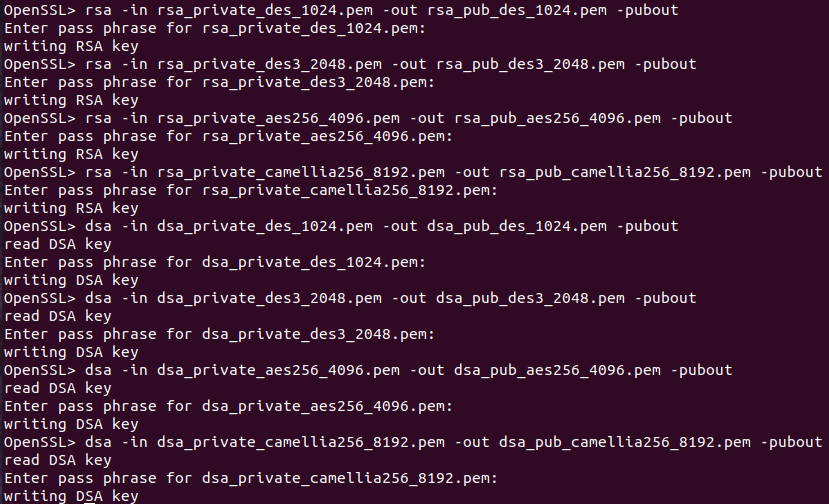 OpenSSL> rsa -in rsa_private_des_1024.pem -out rsa_pub_des_1024.pem -pubout
Enter pass phrase for rsa_private_des_1024.pem:
writing RSA key
OpenSSL> rsa -in rsa_private_des3_2048.pem -out rsa_pub_des3_2048.pem -pubout
Enter pass phrase for rsa_private_des3_2048.pem:
writing RSA key
OpenSSL> rsa -in rsa_private_aes256_4096.pem -out rsa_pub_aes256_4096.pem -pubout
Enter pass phrase for rsa_private_aes256_4096.pem:
writing RSA key
OpenSSL> rsa -in rsa_private_camellia256_8192.pem -out rsa_pub_camellia256_8192.pem -pubout
Enter pass phrase for rsa_private_camellia256_8192.pem:
writing RSA key
OpenSSL> dsa -in dsa_private_des_1024.pem -out dsa_pub_des_1024.pem -pubout
read DSA key
Enter pass phrase for dsa_private_des_1024.pem:
writing DSA key
OpenSSL> dsa -in dsa_private_des3_2048.pem -out dsa_pub_des3_2048.pem -pubout
read DSA key
Enter pass phrase for dsa_private_des3_2048.pem:
writing DSA key
OpenSSL> dsa -in dsa_private_aes256_4096.pem -out dsa_pub_aes256_4096.pem -pubout
read DSA key
Enter pass phrase for dsa_private_aes256_4096.pem:
writing DSA key
OpenSSL> dsa -in dsa_private_camellia256_8192.pem -out dsa_pub_camellia256_8192.pem -pubout
read DSA key
Enter pass phrase for dsa_private_camellia256_8192.pem:
writing DSA key